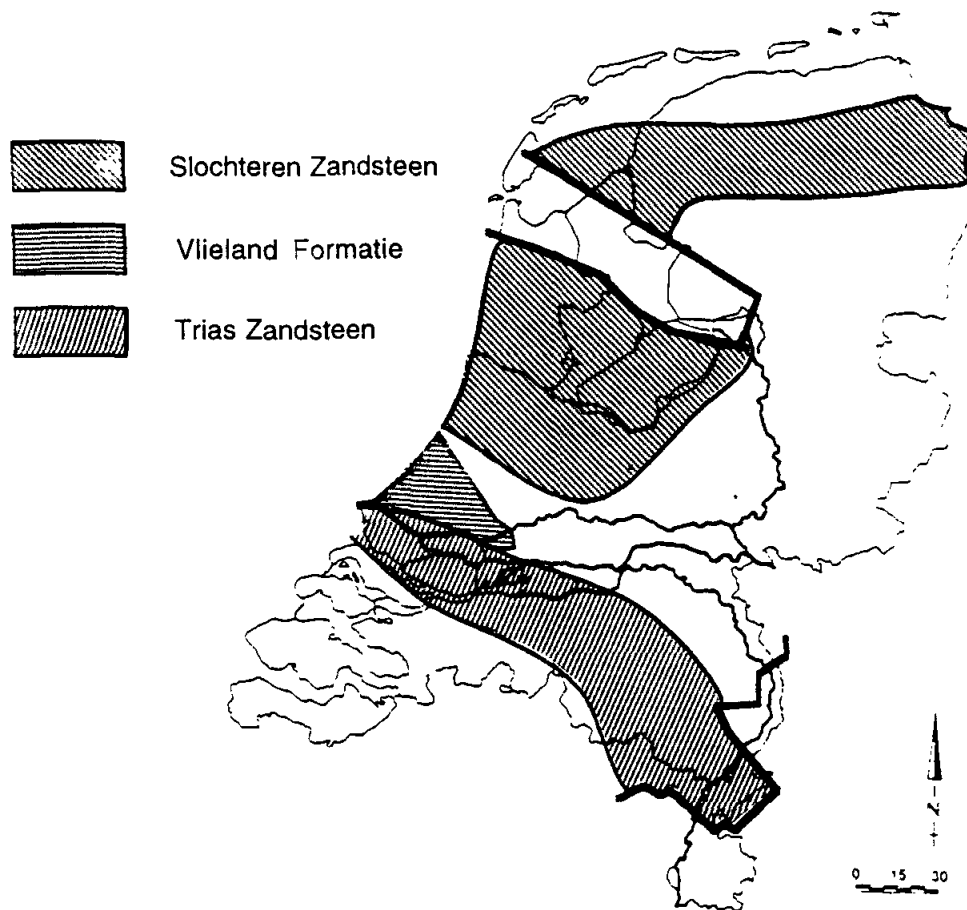 Slochteren Zandsteen
Vlieland Formatie
Trias Zandsteen
0 15 30